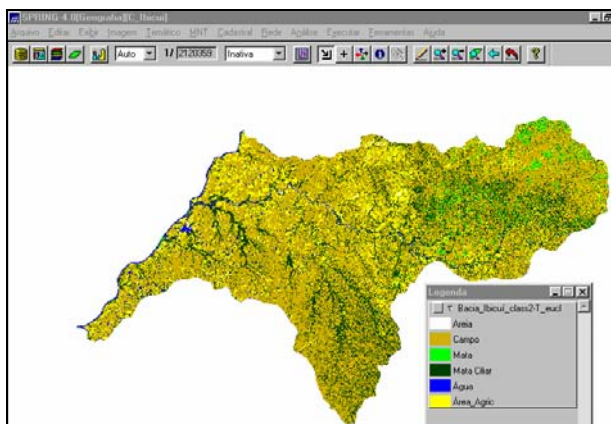 SPRING-4.0[Geografia][C_Ibicui]
Arquivo Editar Exibir Imagem Temático MNT Cadastral Rede Análise Executar Ferramentas Ajuda
Auto 1/ 2120359 Inativa
Legenda
Bacia_Ibicui_class2-T_eucl
Areia
Campo
Mata
Mata Ciliar
Água
Área_Agric